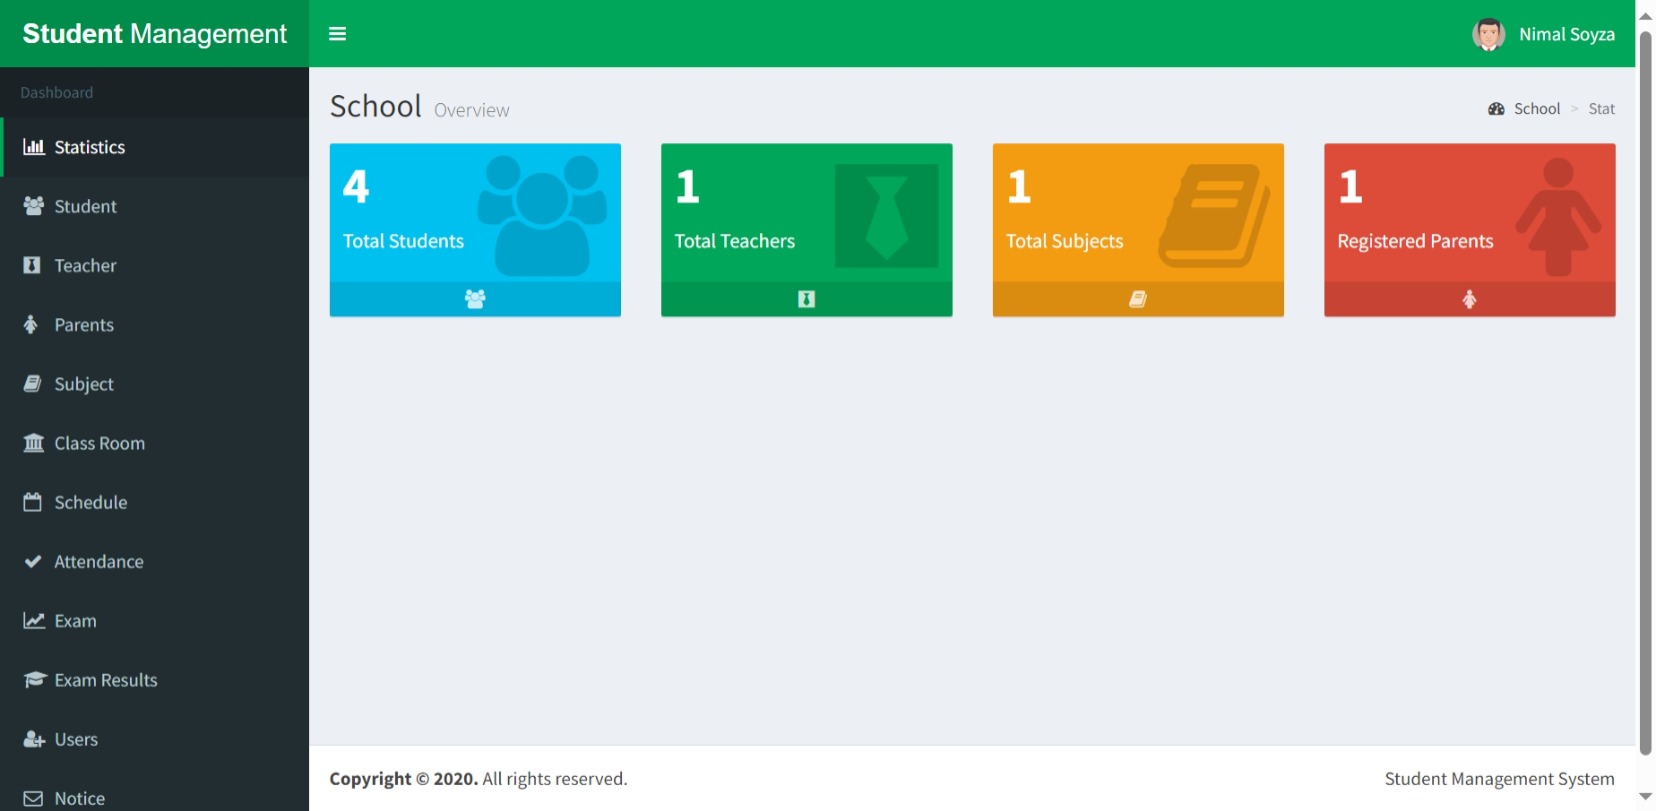 Student Management
Nimal Soyza
Dashboard
Statistics
Student
Teacher
Parents
Subject
Class Room
Schedule
Attendance
Exam
Exam Results
Users
Notice
School Overview
School > Stat
4
Total Students
1
Total Teachers
1
Total Subjects
1
Registered Parents
Copyright © 2020. All rights reserved.
Student Management System